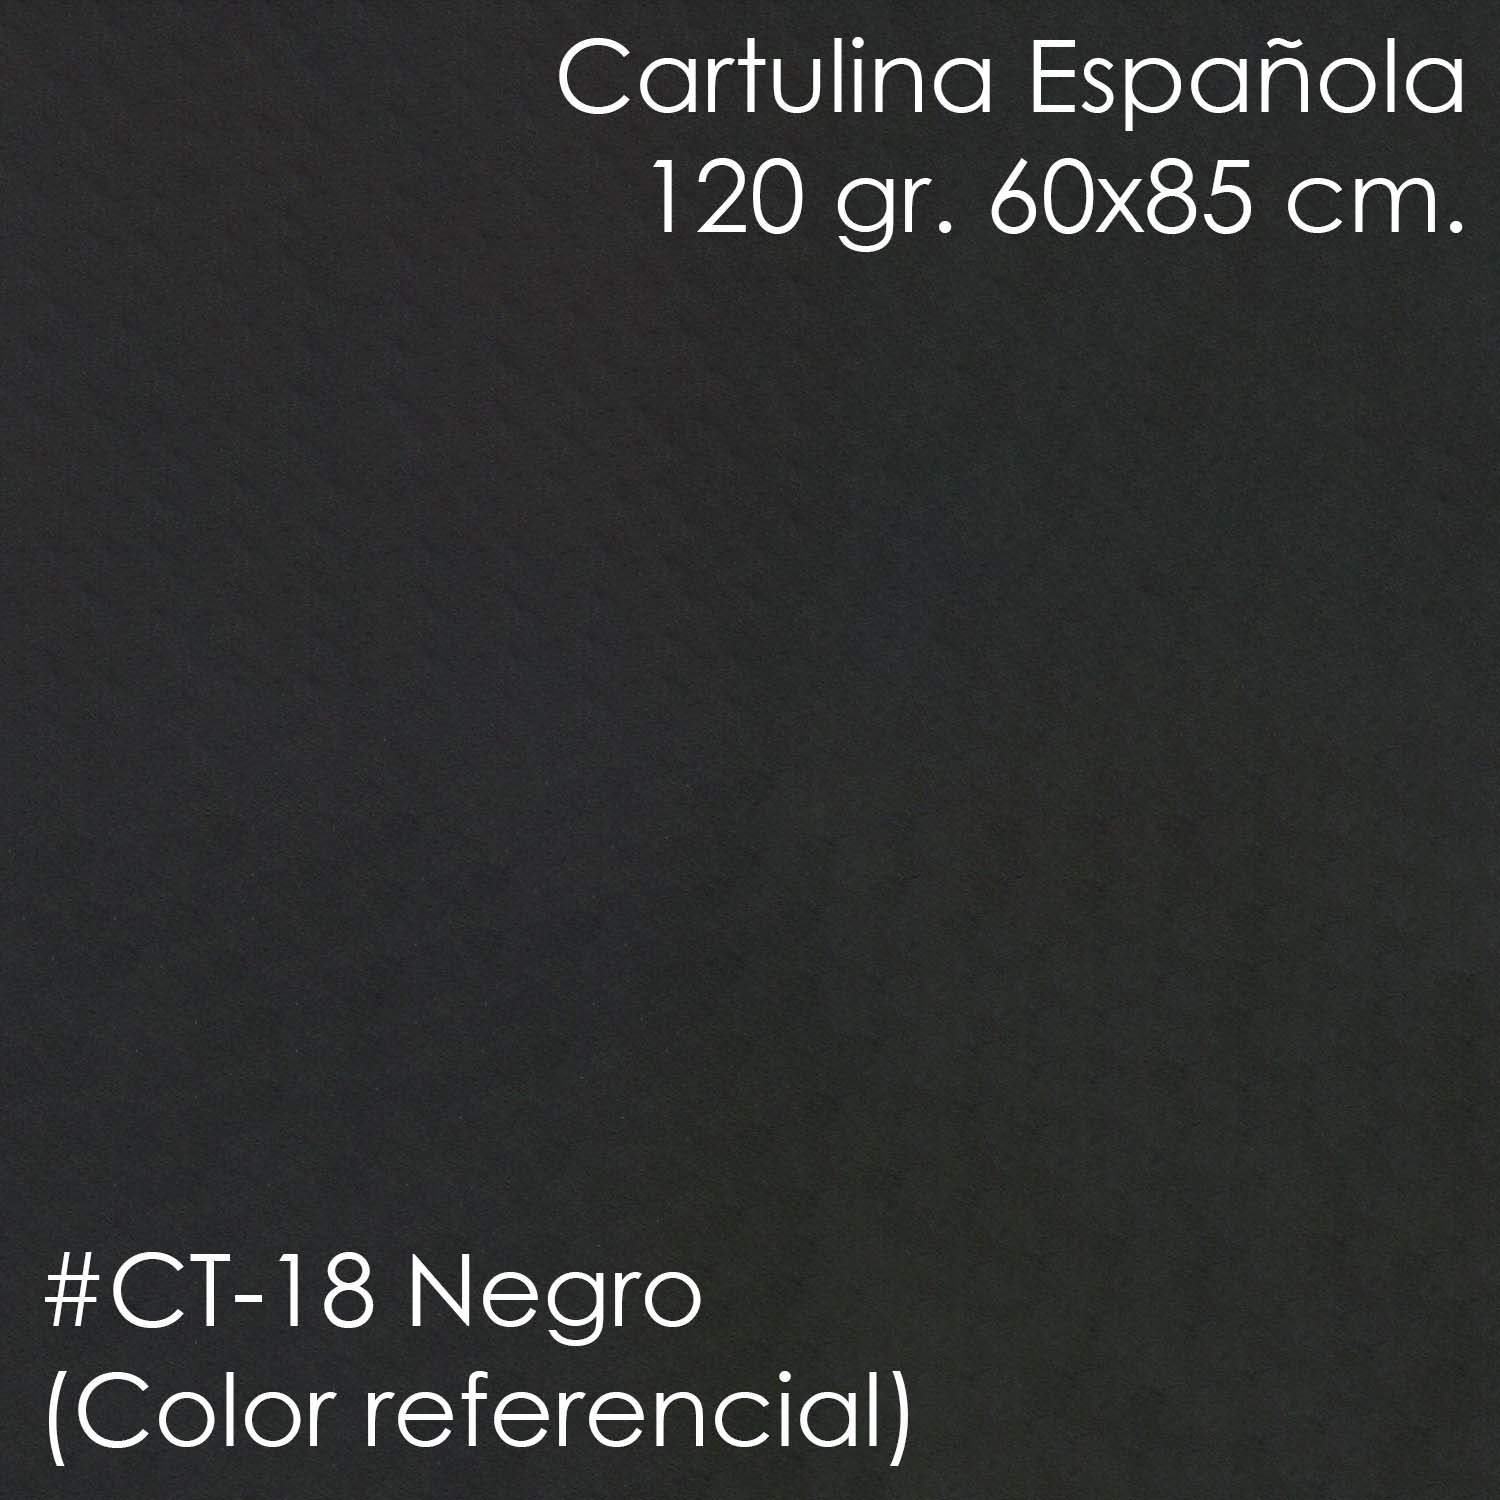 Cartulina Española
120 gr. 60x85 cm.
#CT-18 Negro
(Color referencial)